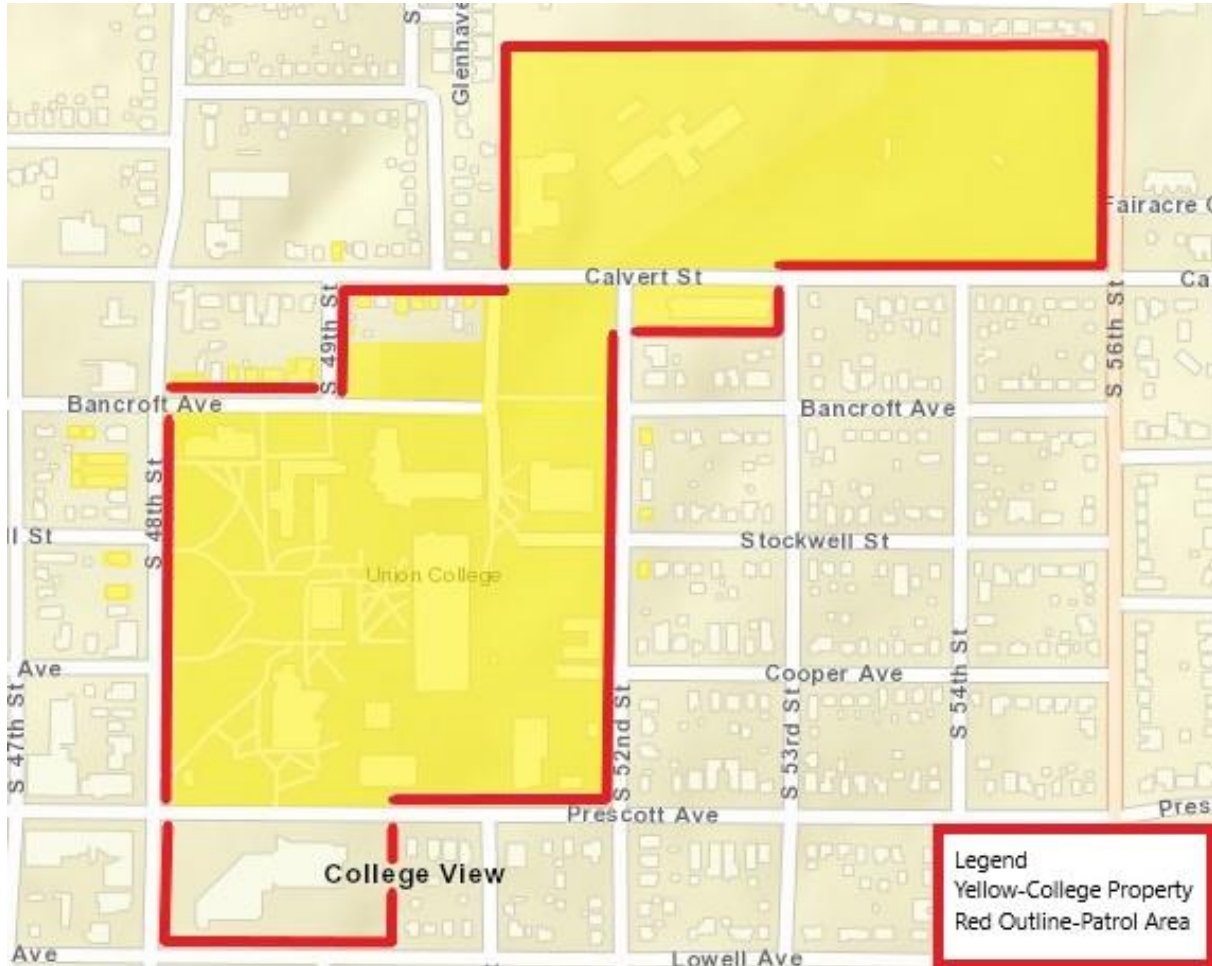 S
Glenhave
Fairacre C
Calvert St
Ca
S 49th St
S 56th St
Bancroft Ave
Bancroft Ave
S 48th St
ll St
Stockwell St
Union College
Ave
Cooper Ave
S 47th St
S 52nd St
S 53rd St
S 54th St
Prescott Ave
Pres
College View
Legend
Yellow-College Property
Red Outline-Patrol Area
Ave
Lowell Ave